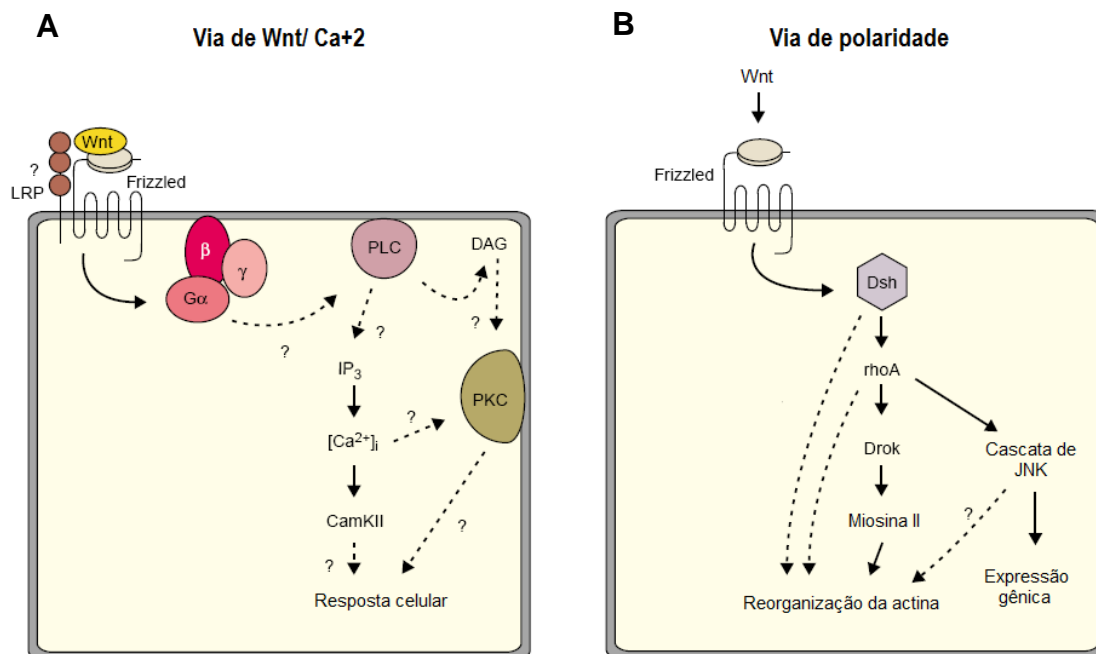 A
Via de Wnt/ Ca+2
Wnt
?
LRP
Frizzled
β
γ
Gα
PLC
DAG
?
?
?
IP₃
PKC
?
[Ca²⁺]ᵢ
CamKII
?
?
Resposta celular
B
Via de polaridade
Wnt
Frizzled
Dsh
rhoA
Drok
Cascata de
JNK
Miosina II
?
Expressão
gênica
Reorganização da actina